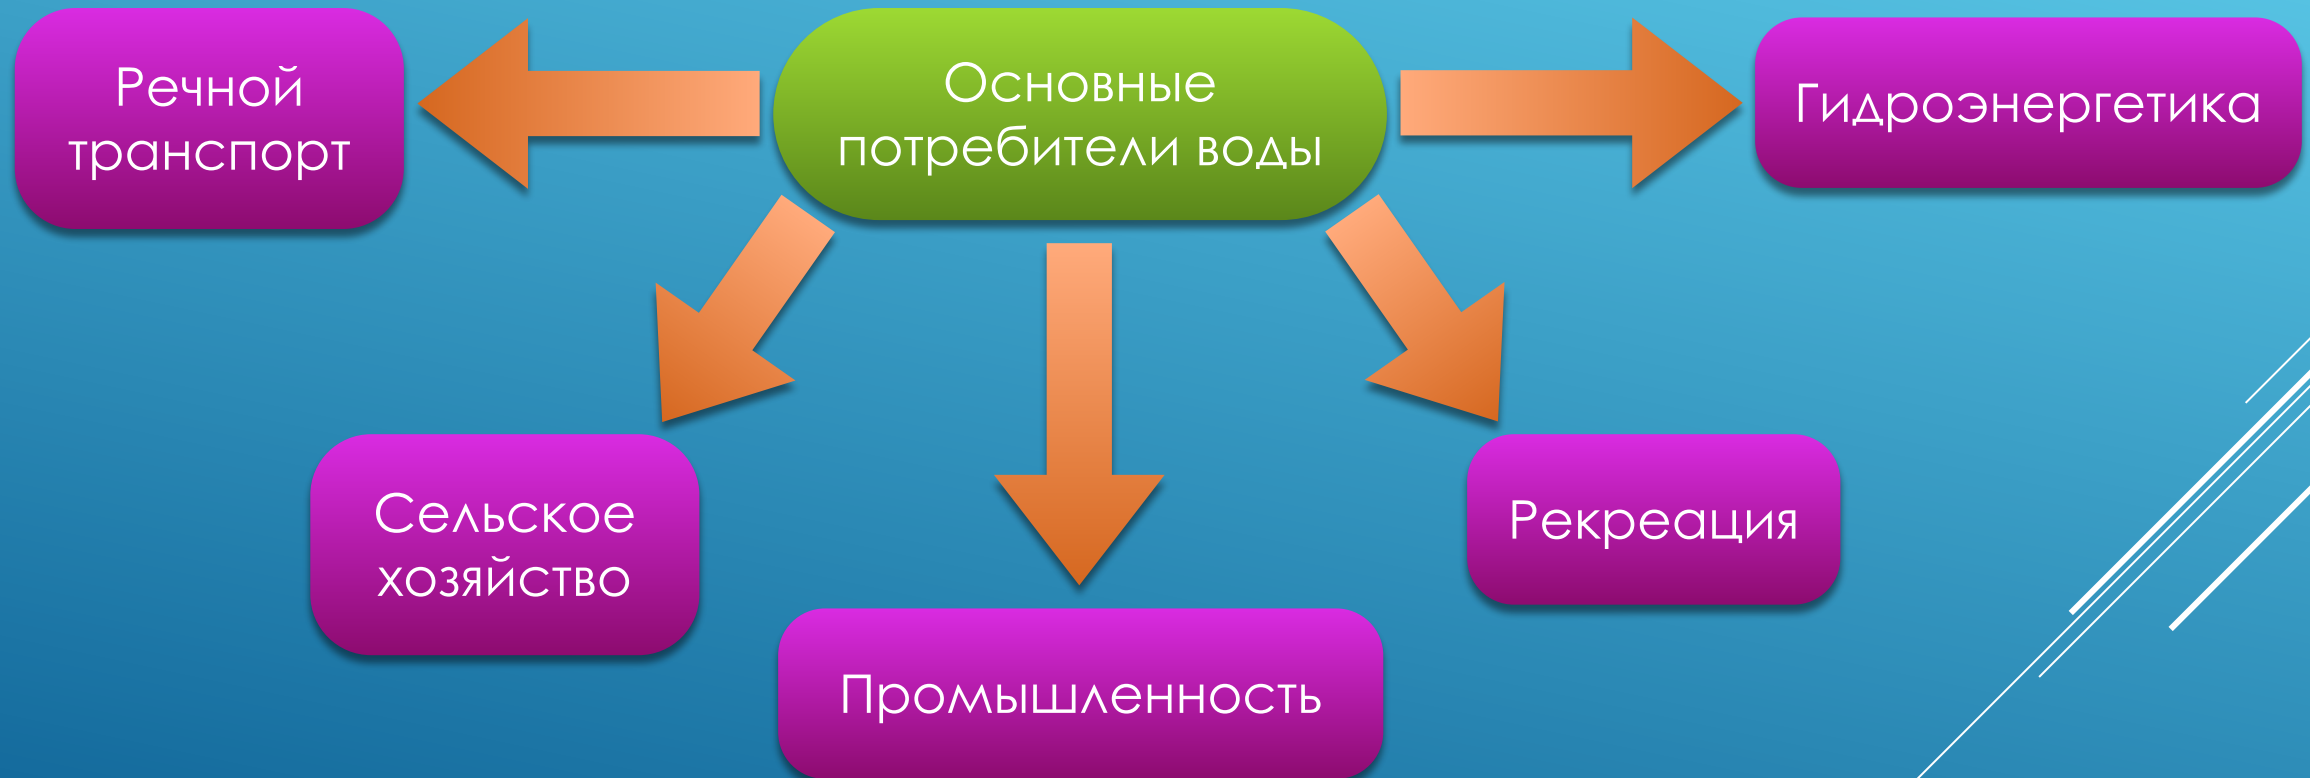 Речной
транспорт
Основные
потребители воды
Гидроэнергетика
Сельское
хозяйство
Промышленность
Рекреация